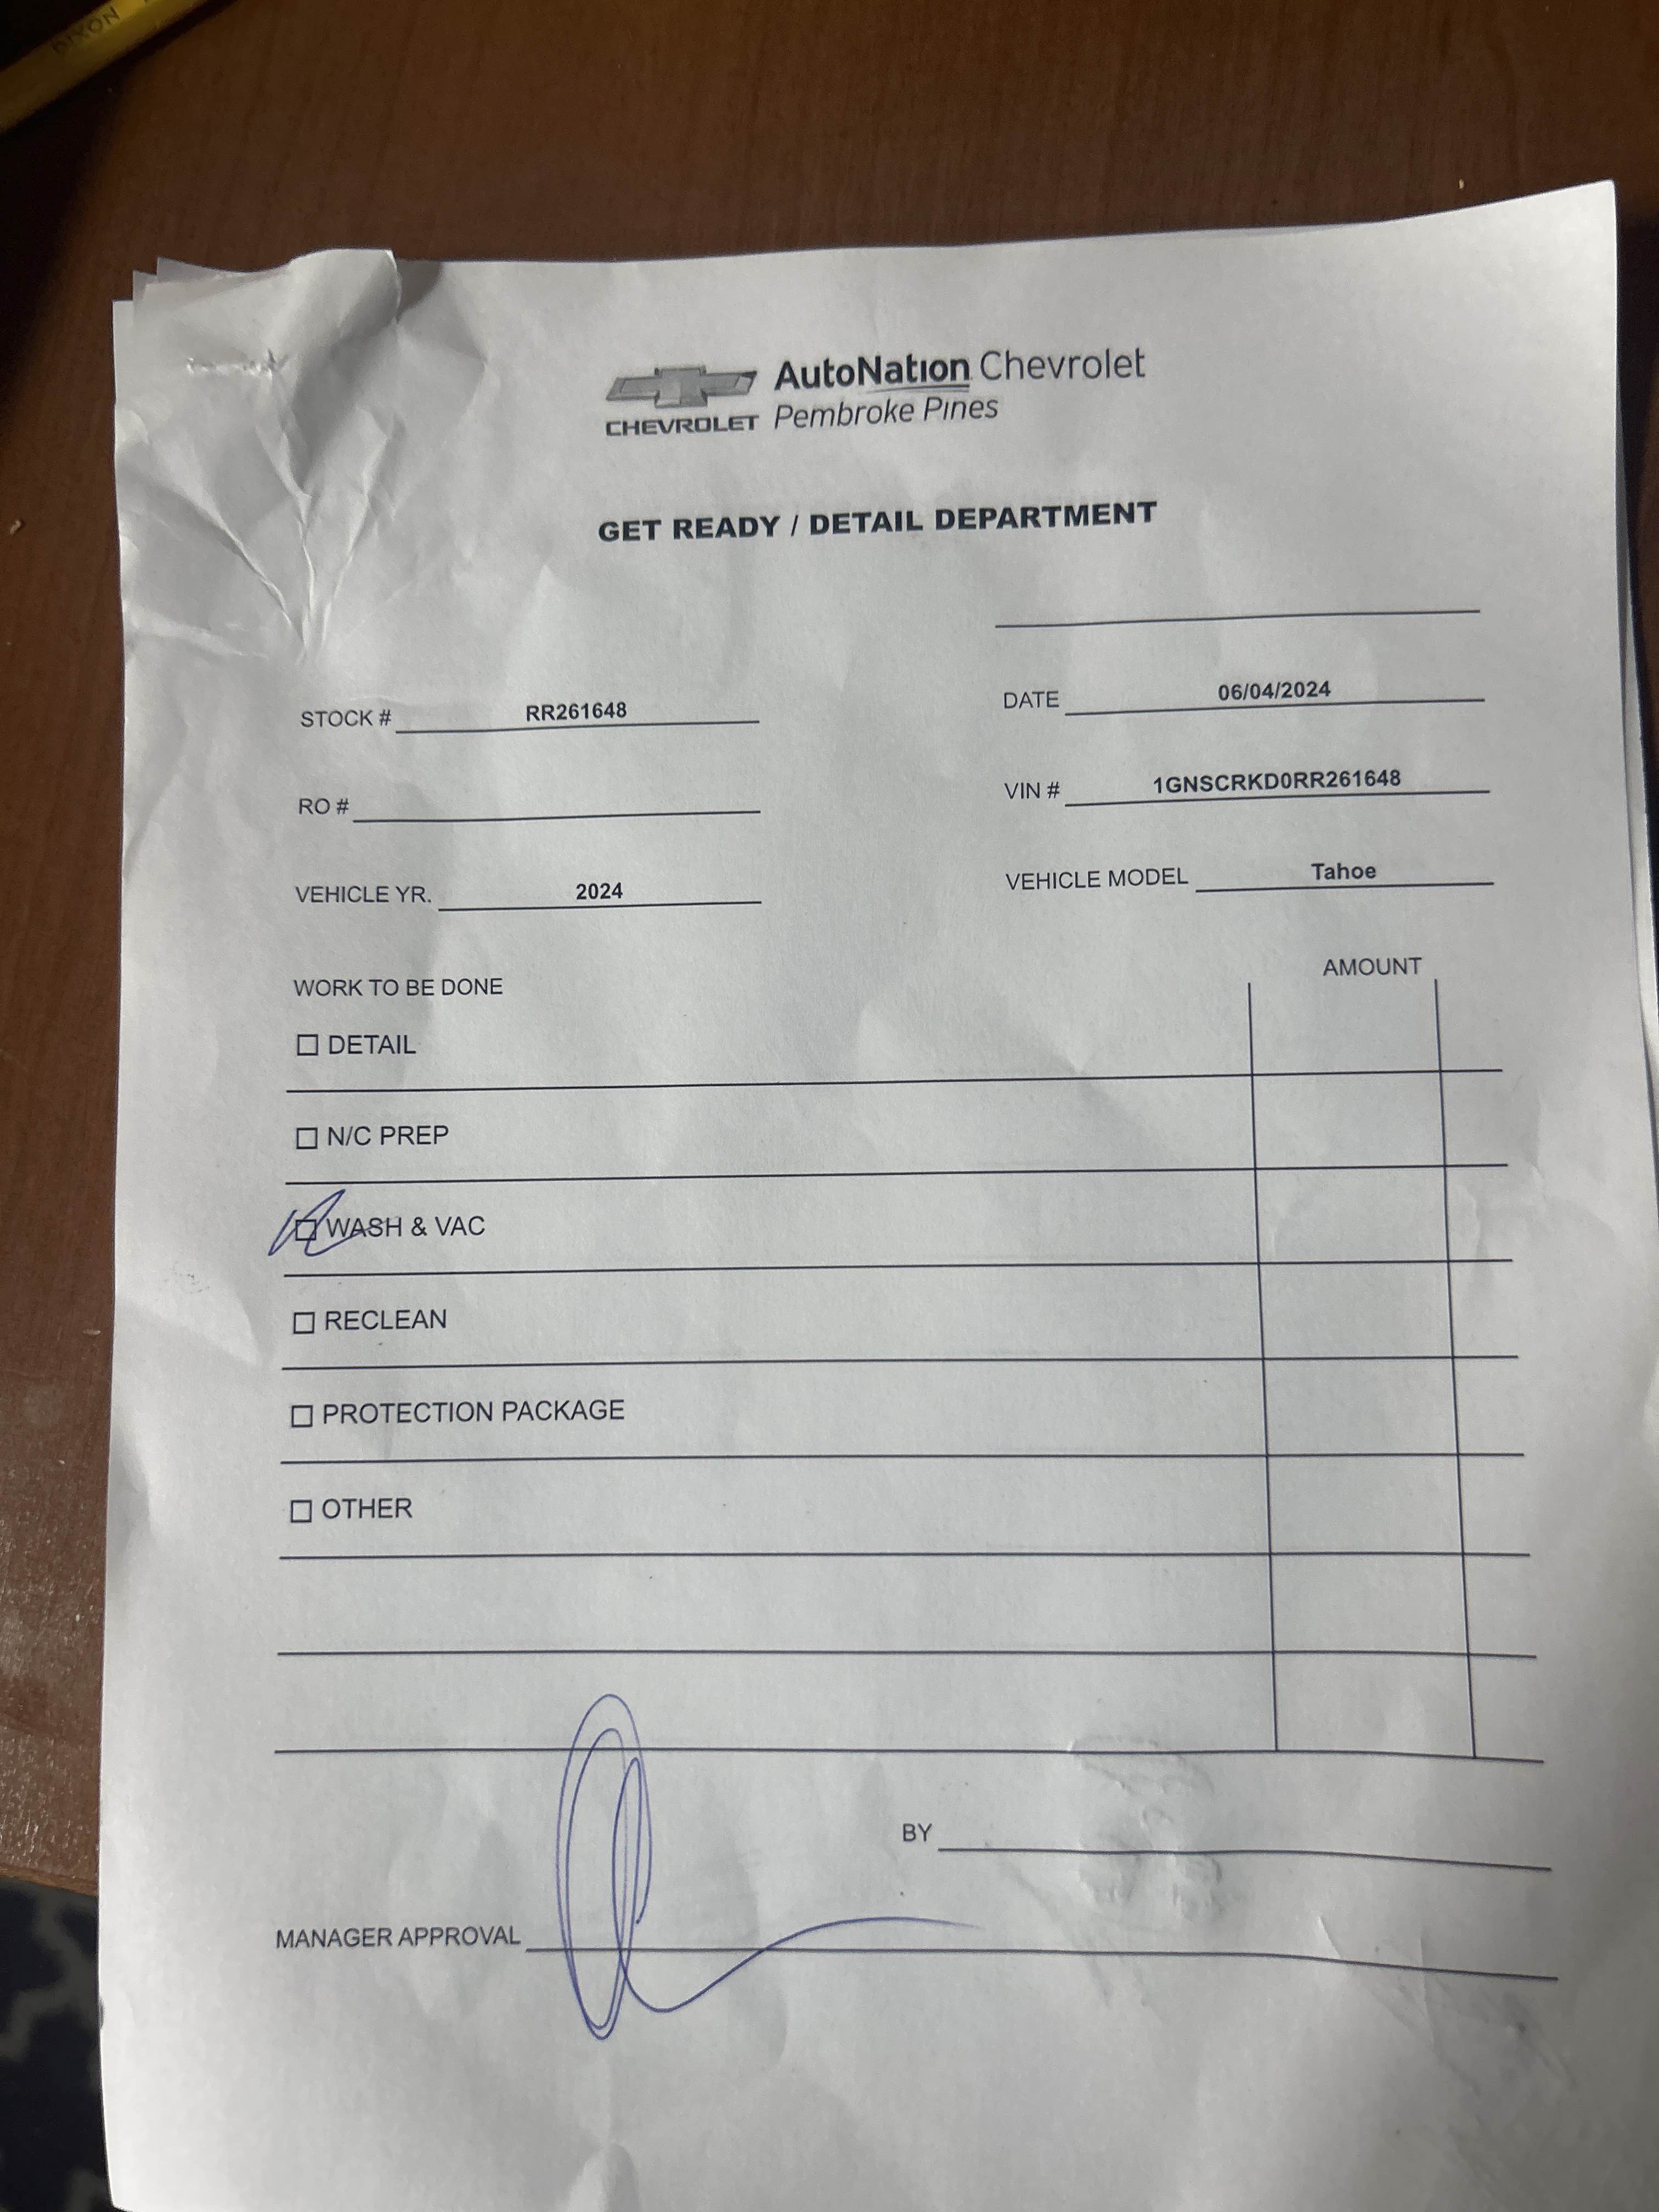 DIXON
AutoNation Chevrolet
CHEVROLET Pembroke Pines
GET READY / DETAIL DEPARTMENT
STOCK # RR261648 DATE 06/04/2024
RO # VIN # 1GNSCRKD0RR261648
VEHICLE YR. 2024 VEHICLE MODEL Tahoe
WORK TO BE DONE AMOUNT
DETAIL
N/C PREP
WASH & VAC
RECLEAN
PROTECTION PACKAGE
OTHER
BY
MANAGER APPROVAL